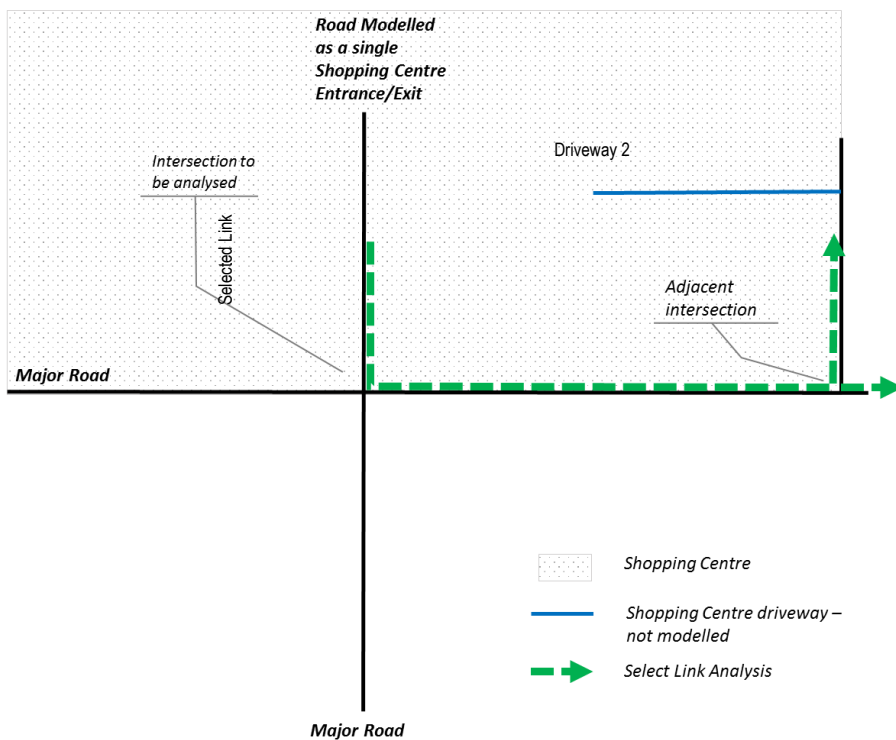 Road Modelled
as a single
Shopping Centre
Entrance/Exit
Intersection to
be analysed
Selected Link
Driveway 2
Adjacent
intersection
Major Road
Shopping Centre
Shopping Centre driveway –
not modelled
Select Link Analysis
Major Road